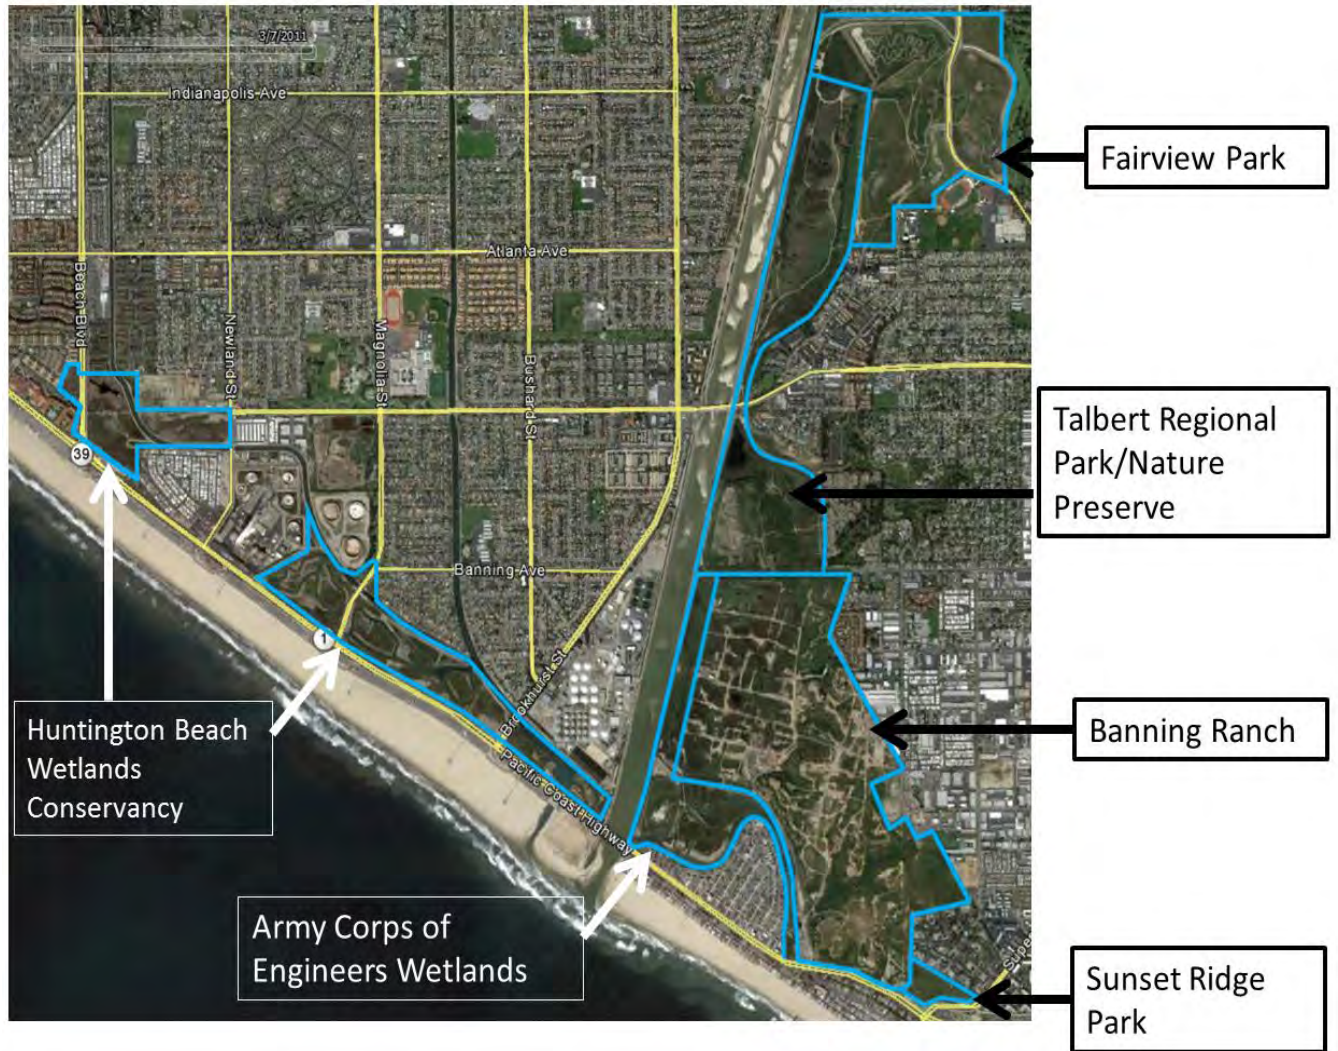 3/7/2011
Indianapolis Ave
Fairview Park
Atlanta Ave
Beach Blvd
Newland St
Magnolia St
Bushard St
39
Talbert Regional
Park/Nature
Preserve
Banning Ave
1
Brookhurst St
Huntington Beach
Wetlands
Conservancy
Pacific Coast Highway
Banning Ranch
Army Corps of
Engineers Wetlands
Supe
Sunset Ridge
Park